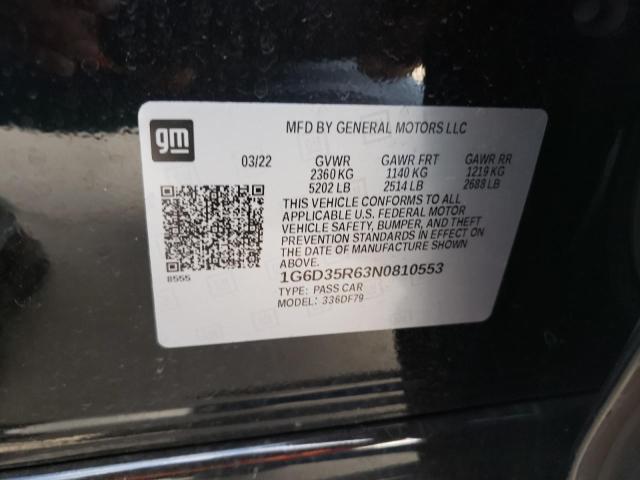 gm
MFD BY GENERAL MOTORS LLC
03/22 GVWR GAWR FRT GAWR RR
2360 KG 1140 KG 1219 KG
5202 LB 2514 LB 2688 LB
THIS VEHICLE CONFORMS TO ALL
APPLICABLE U.S. FEDERAL MOTOR
VEHICLE SAFETY, BUMPER, AND THEFT
PREVENTION STANDARDS IN EFFECT ON
THE DATE OF MANUFACTURE SHOWN
ABOVE.
8555
1G6D35R63N0810553
TYPE: PASS CAR
MODEL: 336DF79